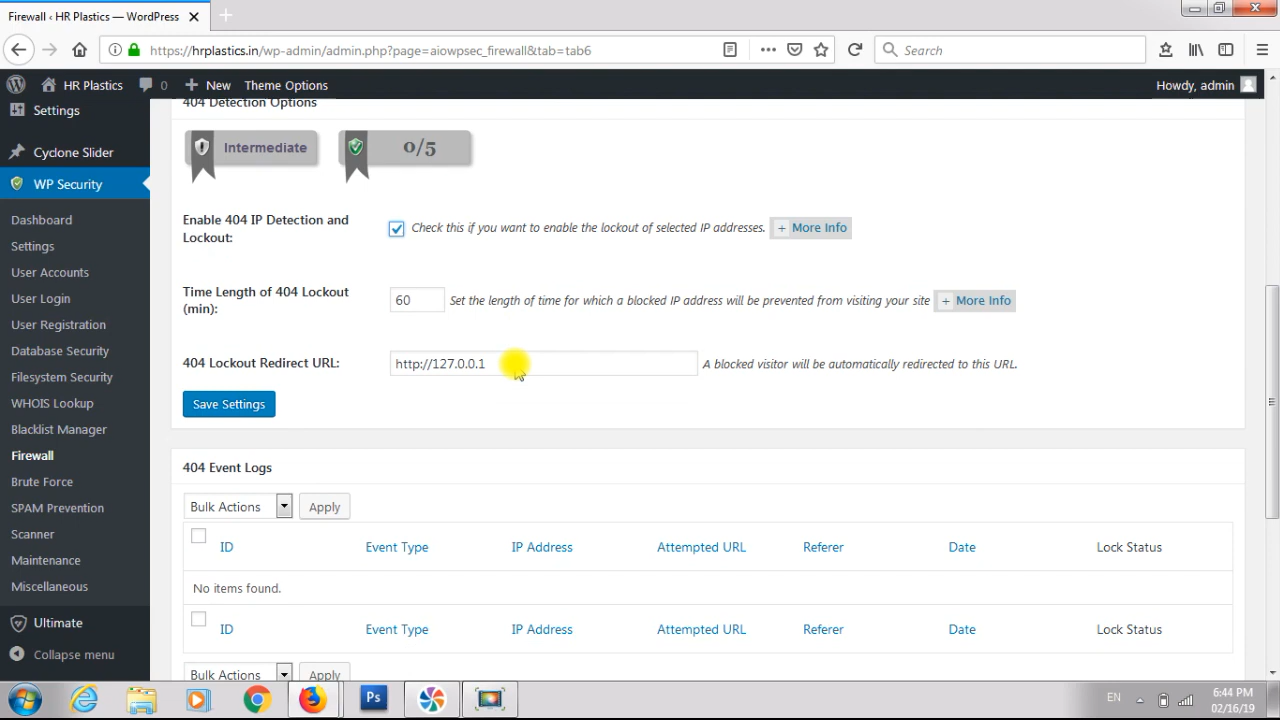 Firewall ‹ HR Plastics — WordPress
https://hrplastics.in/wp-admin/admin.php?page=aiowpsec_firewall&tab=tab6
Search
HR Plastics
0
New
Theme Options
Howdy, admin
Settings
Cyclone Slider
WP Security
Dashboard
Settings
User Accounts
User Login
User Registration
Database Security
Filesystem Security
WHOIS Lookup
Blacklist Manager
Firewall
Brute Force
SPAM Prevention
Scanner
Maintenance
Miscellaneous
Ultimate
Collapse menu
404 Detection Options
Intermediate
0/5
Enable 404 IP Detection and
Lockout:
Check this if you want to enable the lockout of selected IP addresses.
+ More Info
Time Length of 404 Lockout
(min):
60
Set the length of time for which a blocked IP address will be prevented from visiting your site
+ More Info
404 Lockout Redirect URL:
http://127.0.0.1
A blocked visitor will be automatically redirected to this URL.
Save Settings
404 Event Logs
Bulk Actions
Apply
ID Event Type IP Address Attempted URL Referer Date Lock Status
No items found.
ID Event Type IP Address Attempted URL Referer Date Lock Status
Bulk Actions
Apply
Ps
EN
6:44 PM
02/16/19